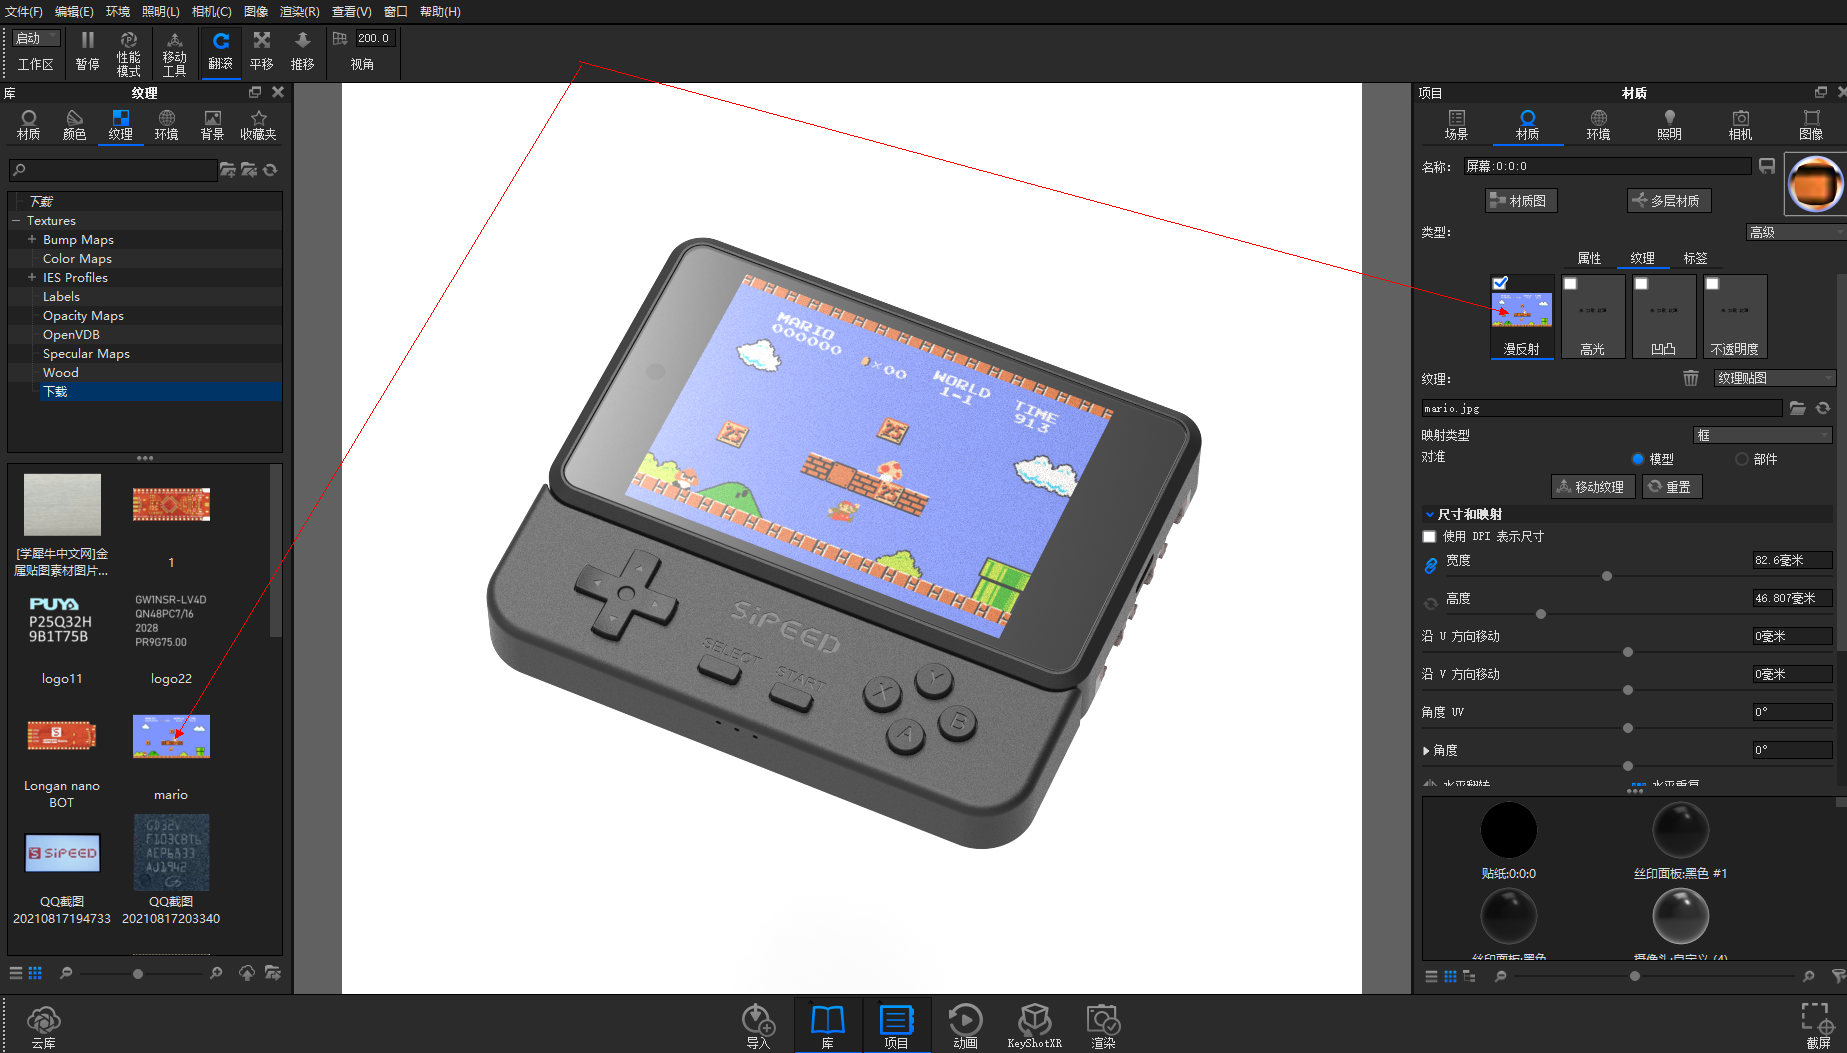 文件(F) 编辑(E) 环境 照明(L) 相机(C) 图像 渲染(R) 查看(V) 窗口 帮助(H)
启动 200.0
工作区 暂停 性能模式 移动工具 翻滚 平移 推移 视角
库 纹理
材质 颜色 纹理 环境 背景 收藏夹
下载
Textures
Bump Maps
Color Maps
IES Profiles
Labels
Opacity Maps
OpenVDB
Specular Maps
Wood
下载
[学犀牛中文网]金属贴图素材图片...
1
PUYA
P25Q32H
9B1T75B
GW1NSR-LV4D
QN48PC7/16
2028
PR9G75.00
logo11
logo22
Longan nano BOT
mario
SiPEED
GD32V
F103CBT6
AEP6833
AJ1942
QQ截图
20210817194733
QQ截图
20210817203340
MARIO
00000
×00
WORLD
1-1
TIME
913
25
25
SiPEED
SELECT
START
X
Y
A
B
项目 材质
场景 材质 环境 照明 相机 图像
名称: 屏幕:0:0:0
材质图 多层材质
类型: 高级
属性 纹理 标签
漫反射 高光 凹凸 不透明度
纹理: 纹理贴图
mario.jpg
映射类型 框
对准 模型 部件
移动纹理 重置
尺寸和映射
使用 DPI 表示尺寸
宽度 82.6毫米
高度 46.807毫米
沿 U 方向移动 0毫米
沿 V 方向移动 0毫米
角度 UV 0°
角度 0°
水平翻转 水平重复
贴纸:0:0:0
丝印面板:黑色 #1
丝印面板:黑色
摄像头:自定义 (4)
云库 导入 库 项目 动画 KeyShotXR 渲染 截屏